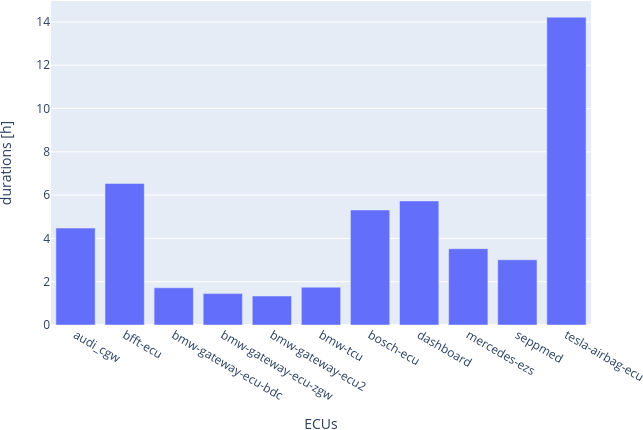 14
12
10
8
6
4
2
0
durations [h]
audi_cgw
bfft-ecu
bmw-gateway-ecu-bdc
bmw-gateway-ecu-zgw
bmw-gateway-ecu2
bmw-tcu
bosch-ecu
dashboard
mercedes-ezs
seppmed
tesla-airbag-ecu
ECUs